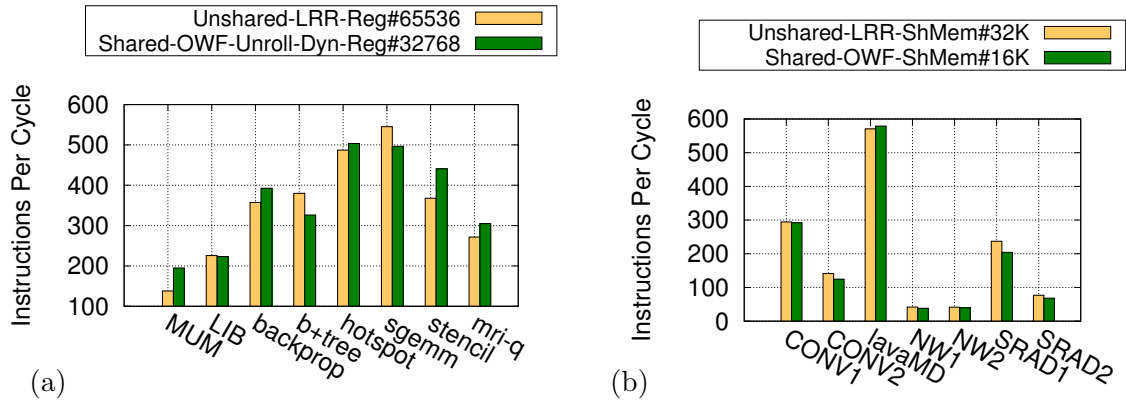 Unshared-LRR-Reg#65536
Shared-OWF-Unroll-Dyn-Reg#32768
Instructions Per Cycle
600
500
400
300
200
100
MUM
LIB
backprop
b+tree
hotspot
sgemm
stencil
mri-q
(a)
Unshared-LRR-ShMem#32K
Shared-OWF-ShMem#16K
Instructions Per Cycle
600
500
400
300
200
100
0
CONV1
CONV2
lavaMD
NW1
NW2
SRAD1
SRAD2
(b)